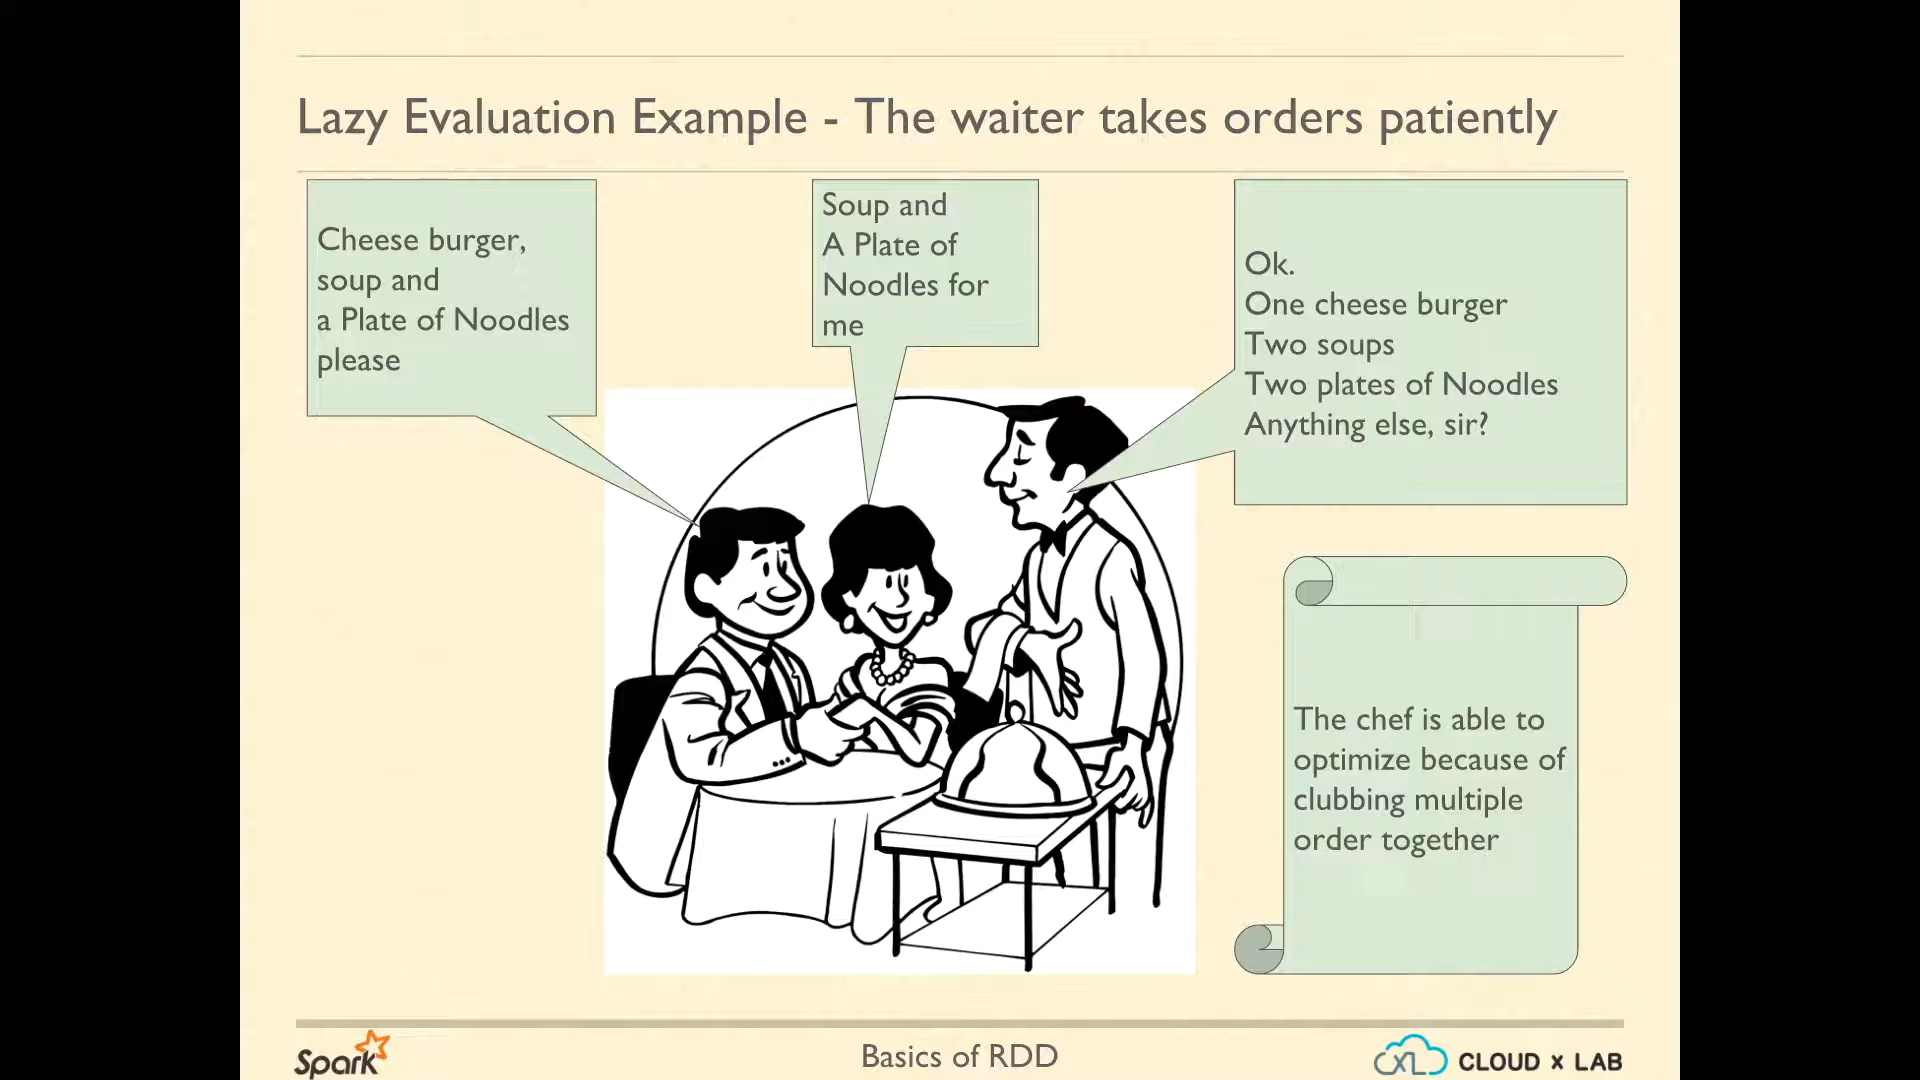 Lazy Evaluation Example - The waiter takes orders patiently
Cheese burger,
soup and
a Plate of Noodles
please
Soup and
A Plate of
Noodles for
me
Ok.
One cheese burger
Two soups
Two plates of Noodles
Anything else, sir?
The chef is able to
optimize because of
clubbing multiple
order together
Spark
Basics of RDD
CXL CLOUD x LAB